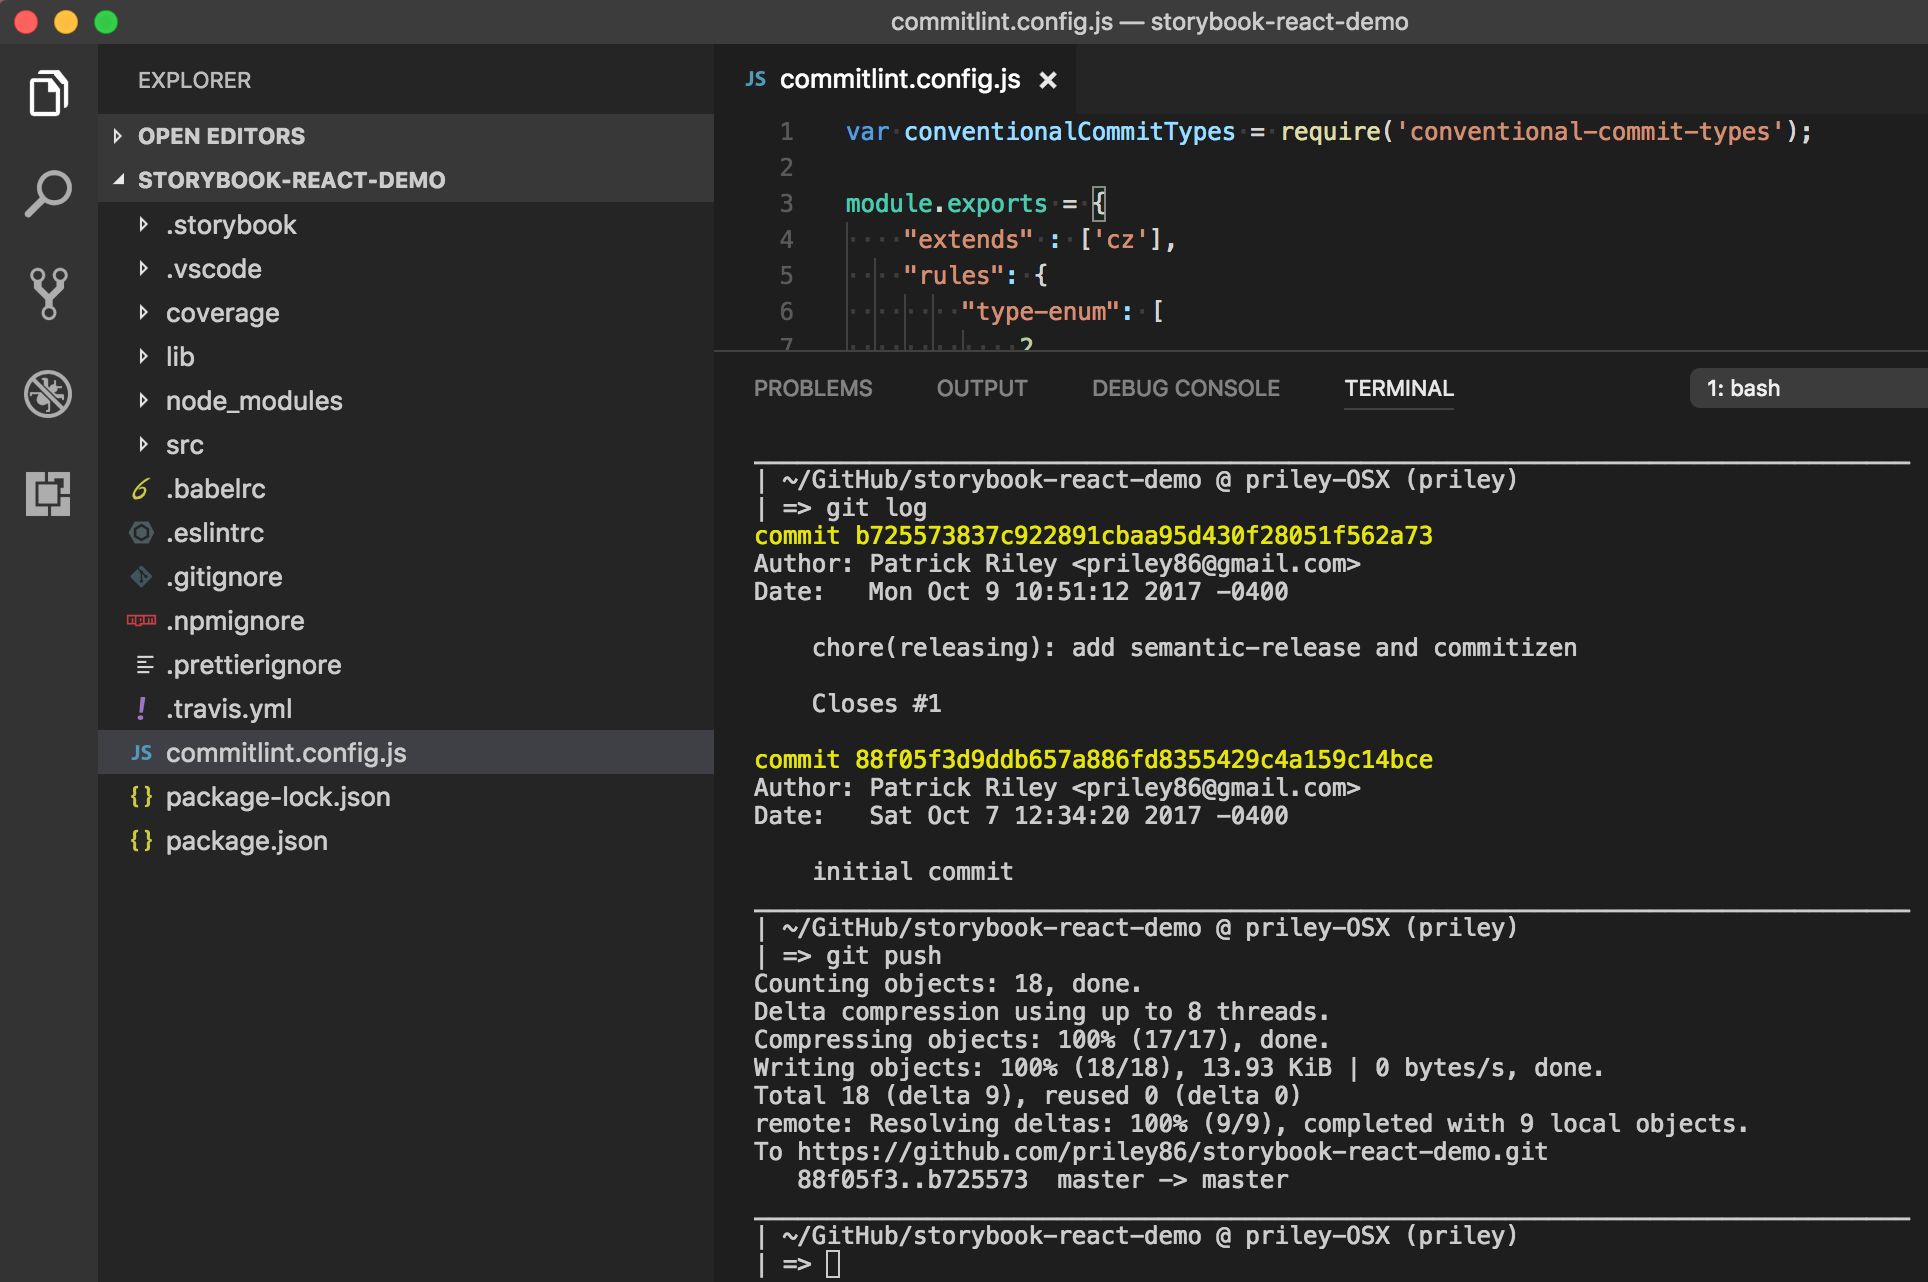 commitlint.config.js — storybook-react-demo
EXPLORER
OPEN EDITORS
STORYBOOK-REACT-DEMO
.storybook
.vscode
coverage
lib
node_modules
src
.babelrc
.eslintrc
.gitignore
.npmignore
.prettierignore
.travis.yml
JS commitlint.config.js
{} package-lock.json
{} package.json
JS commitlint.config.js
1 var conventionalCommitTypes = require('conventional-commit-types');
2
3 module.exports = {
4 "extends" : ['cz'],
5 "rules": {
6 "type-enum": [
7 2
PROBLEMS OUTPUT DEBUG CONSOLE TERMINAL 1: bash
| ~/GitHub/storybook-react-demo @ priley-OSX (priley)
| => git log
commit b725573837c922891cbaa95d430f28051f562a73
Author: Patrick Riley <priley86@gmail.com>
Date:   Mon Oct 9 10:51:12 2017 -0400
chore(releasing): add semantic-release and commitizen
Closes #1
commit 88f05f3d9ddb657a886fd8355429c4a159c14bce
Author: Patrick Riley <priley86@gmail.com>
Date:   Sat Oct 7 12:34:20 2017 -0400
initial commit
| ~/GitHub/storybook-react-demo @ priley-OSX (priley)
| => git push
Counting objects: 18, done.
Delta compression using up to 8 threads.
Compressing objects: 100% (17/17), done.
Writing objects: 100% (18/18), 13.93 KiB | 0 bytes/s, done.
Total 18 (delta 9), reused 0 (delta 0)
remote: Resolving deltas: 100% (9/9), completed with 9 local objects.
To https://github.com/priley86/storybook-react-demo.git
88f05f3..b725573  master -> master
| ~/GitHub/storybook-react-demo @ priley-OSX (priley)
| =>